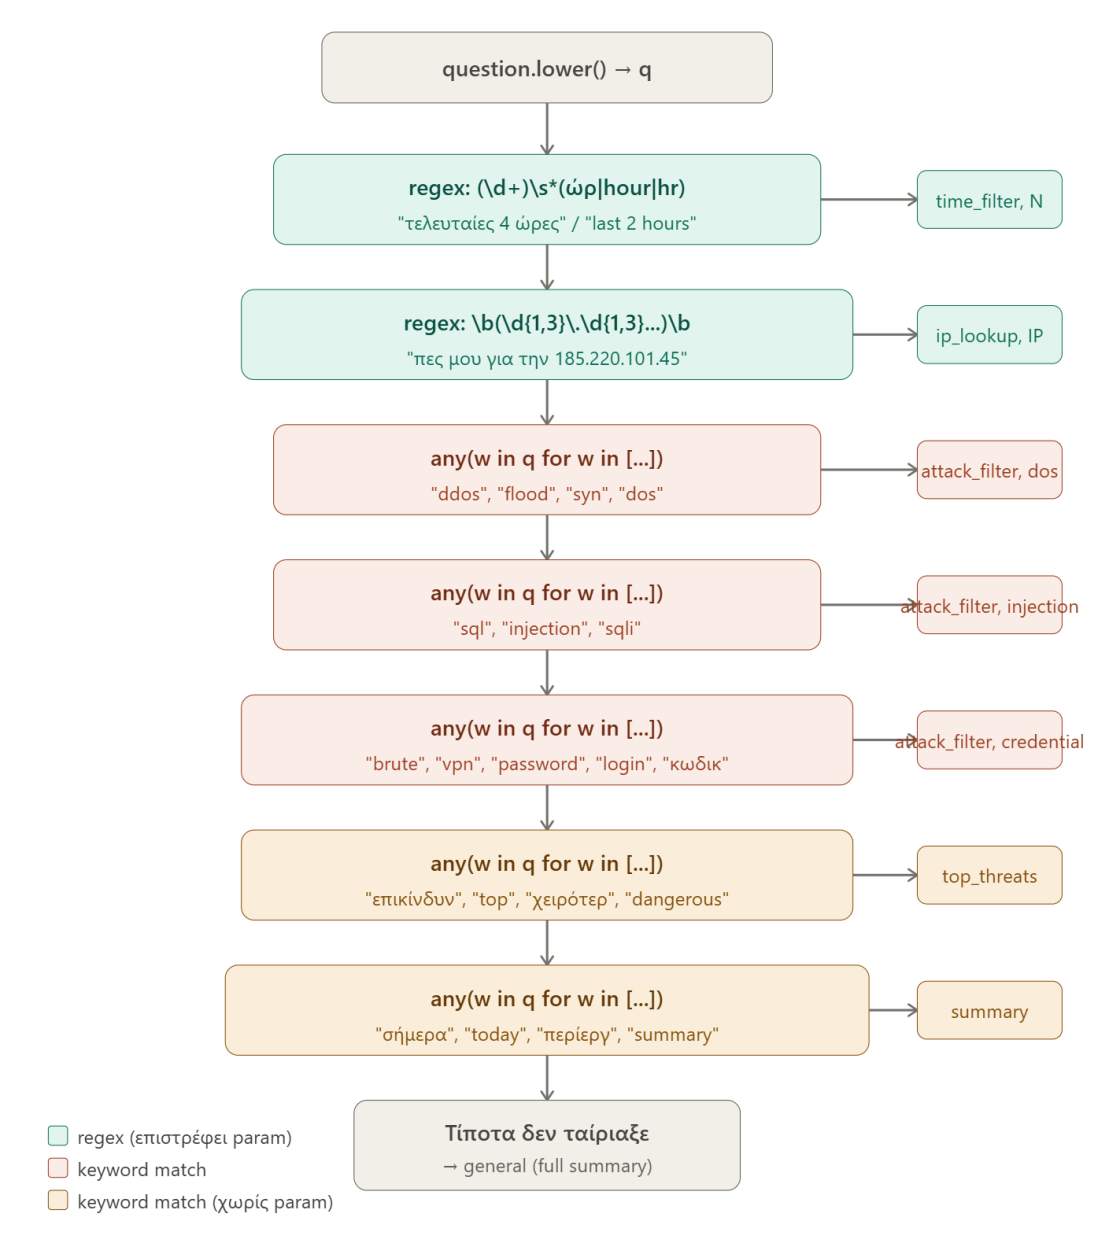 question.lower() → q
regex: (\d+)\s*(ώρ|hour|hr)
"τελευταίες 4 ώρες" / "last 2 hours"
time_filter, N
regex: \b(\d{1,3}\.\d{1,3}...)\b
"πες μου για την 185.220.101.45"
ip_lookup, IP
any(w in q for w in [...])
"ddos", "flood", "syn", "dos"
attack_filter, dos
any(w in q for w in [...])
"sql", "injection", "sqli"
attack_filter, injection
any(w in q for w in [...])
"brute", "vpn", "password", "login", "κωδικ"
attack_filter, credential
any(w in q for w in [...])
"επικίνδυν", "top", "χειρότερ", "dangerous"
top_threats
any(w in q for w in [...])
"σήμερα", "today", "περίεργ", "summary"
summary
Τίποτα δεν ταίριαξε
→ general (full summary)
regex (επιστρέφει param)
keyword match
keyword match (χωρίς param)